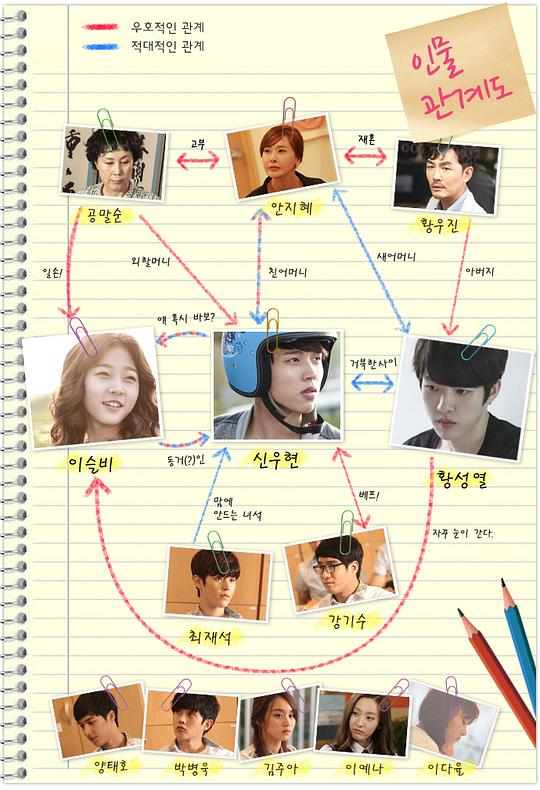 우호적인 관계
적대적인 관계
인물
관계도
고부
재혼
공말순
안지혜
황우진
일손!
외할머니
친어머니
새어머니
아버지
얘 혹시 바보?
거북한사이
이슬비
동거(?)인
신우현
황성열
맘에
안드는 녀석
베프!
자꾸 눈이 간다.
최재석
강기수
양태호
박병욱
김주아
이예나
이다율